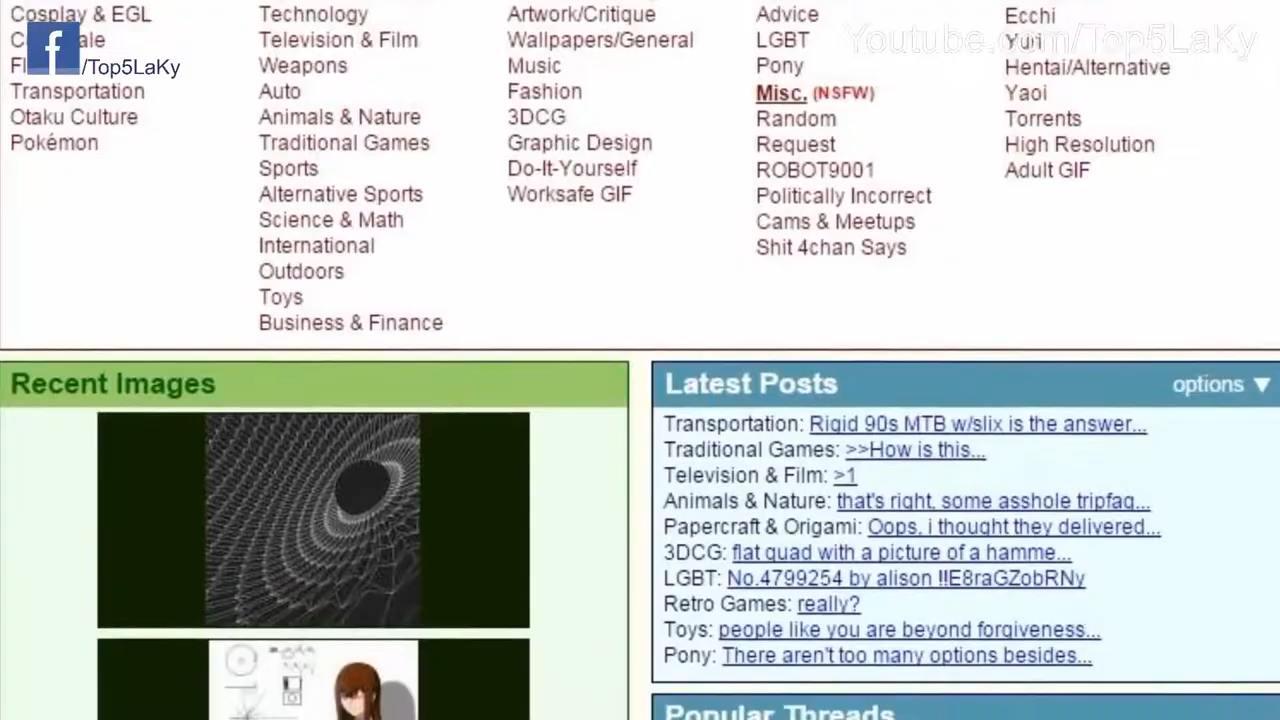 Cosplay & EGL
/Top5LaKy
Transportation
Otaku Culture
Pokémon
Technology
Television & Film
Weapons
Auto
Animals & Nature
Traditional Games
Sports
Alternative Sports
Science & Math
International
Outdoors
Toys
Business & Finance
Artwork/Critique
Wallpapers/General
Music
Fashion
3DCG
Graphic Design
Do-It-Yourself
Worksafe GIF
Advice
LGBT
Pony
Misc. (NSFW)
Random
Request
ROBOT9001
Politically Incorrect
Cams & Meetups
Shit 4chan Says
Youtube.com/Top5LaKy
Ecchi
Yuri
Hentai/Alternative
Yaoi
Torrents
High Resolution
Adult GIF
Recent Images
Latest Posts
options ▼
Transportation: Rigid 90s MTB w/slix is the answer...
Traditional Games: >>How is this...
Television & Film: >1
Animals & Nature: that's right, some asshole tripfag...
Papercraft & Origami: Oops, i thought they delivered...
3DCG: flat quad with a picture of a hamme...
LGBT: No.4799254 by alison !!E8raGZobRNy
Retro Games: really?
Toys: people like you are beyond forgiveness...
Pony: There aren't too many options besides...
Popular Threads